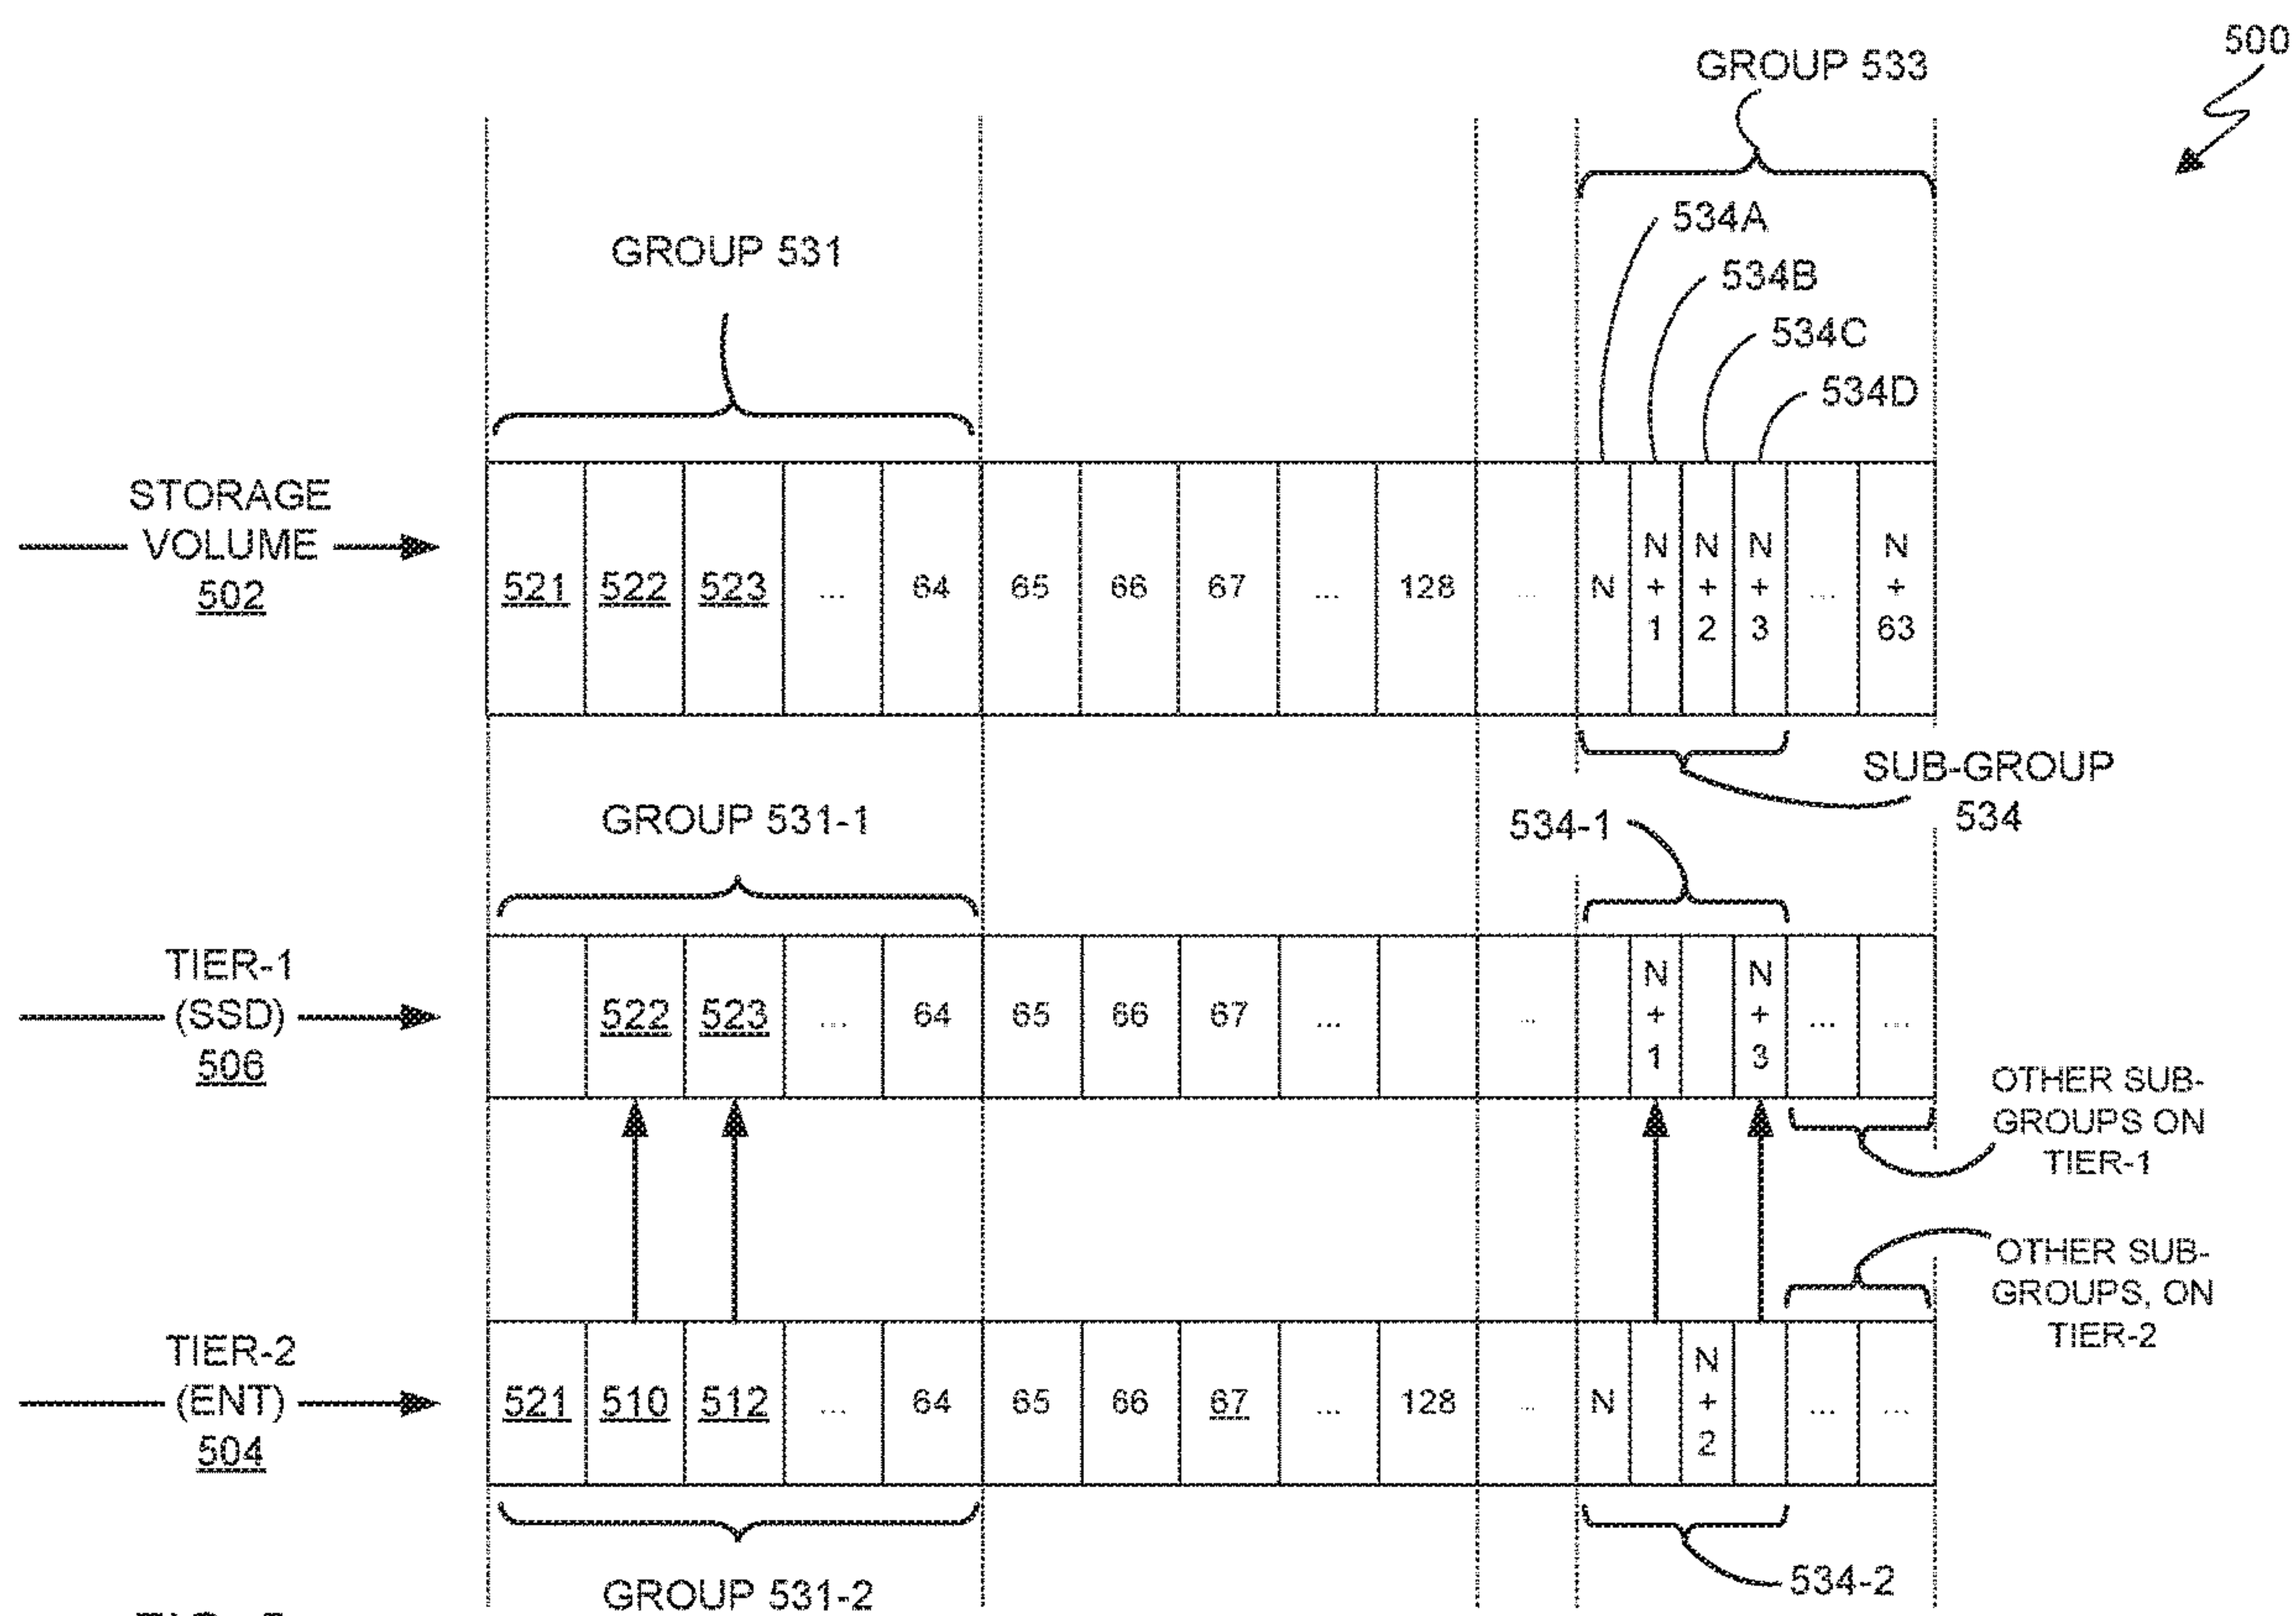 500
GROUP 533
534A
534B
534C
534D
GROUP 531
STORAGE
VOLUME
502
521 522 523 ... 64 65 66 67 ... 128 ... N N + 1 N + 2 N + 3 ... N + 63
SUB-GROUP
534
GROUP 531-1
534-1
TIER-1
(SSD)
506
522 523 ... 64 65 66 67 ... ... N + 1 N + 3 ... ...
OTHER SUB-
GROUPS ON
TIER-1
OTHER SUB-
GROUPS, ON
TIER-2
TIER-2
(ENT)
504
521 510 512 ... 64 65 66 67 ... 128 ... N N + 2 ... ...
GROUP 531-2
534-2